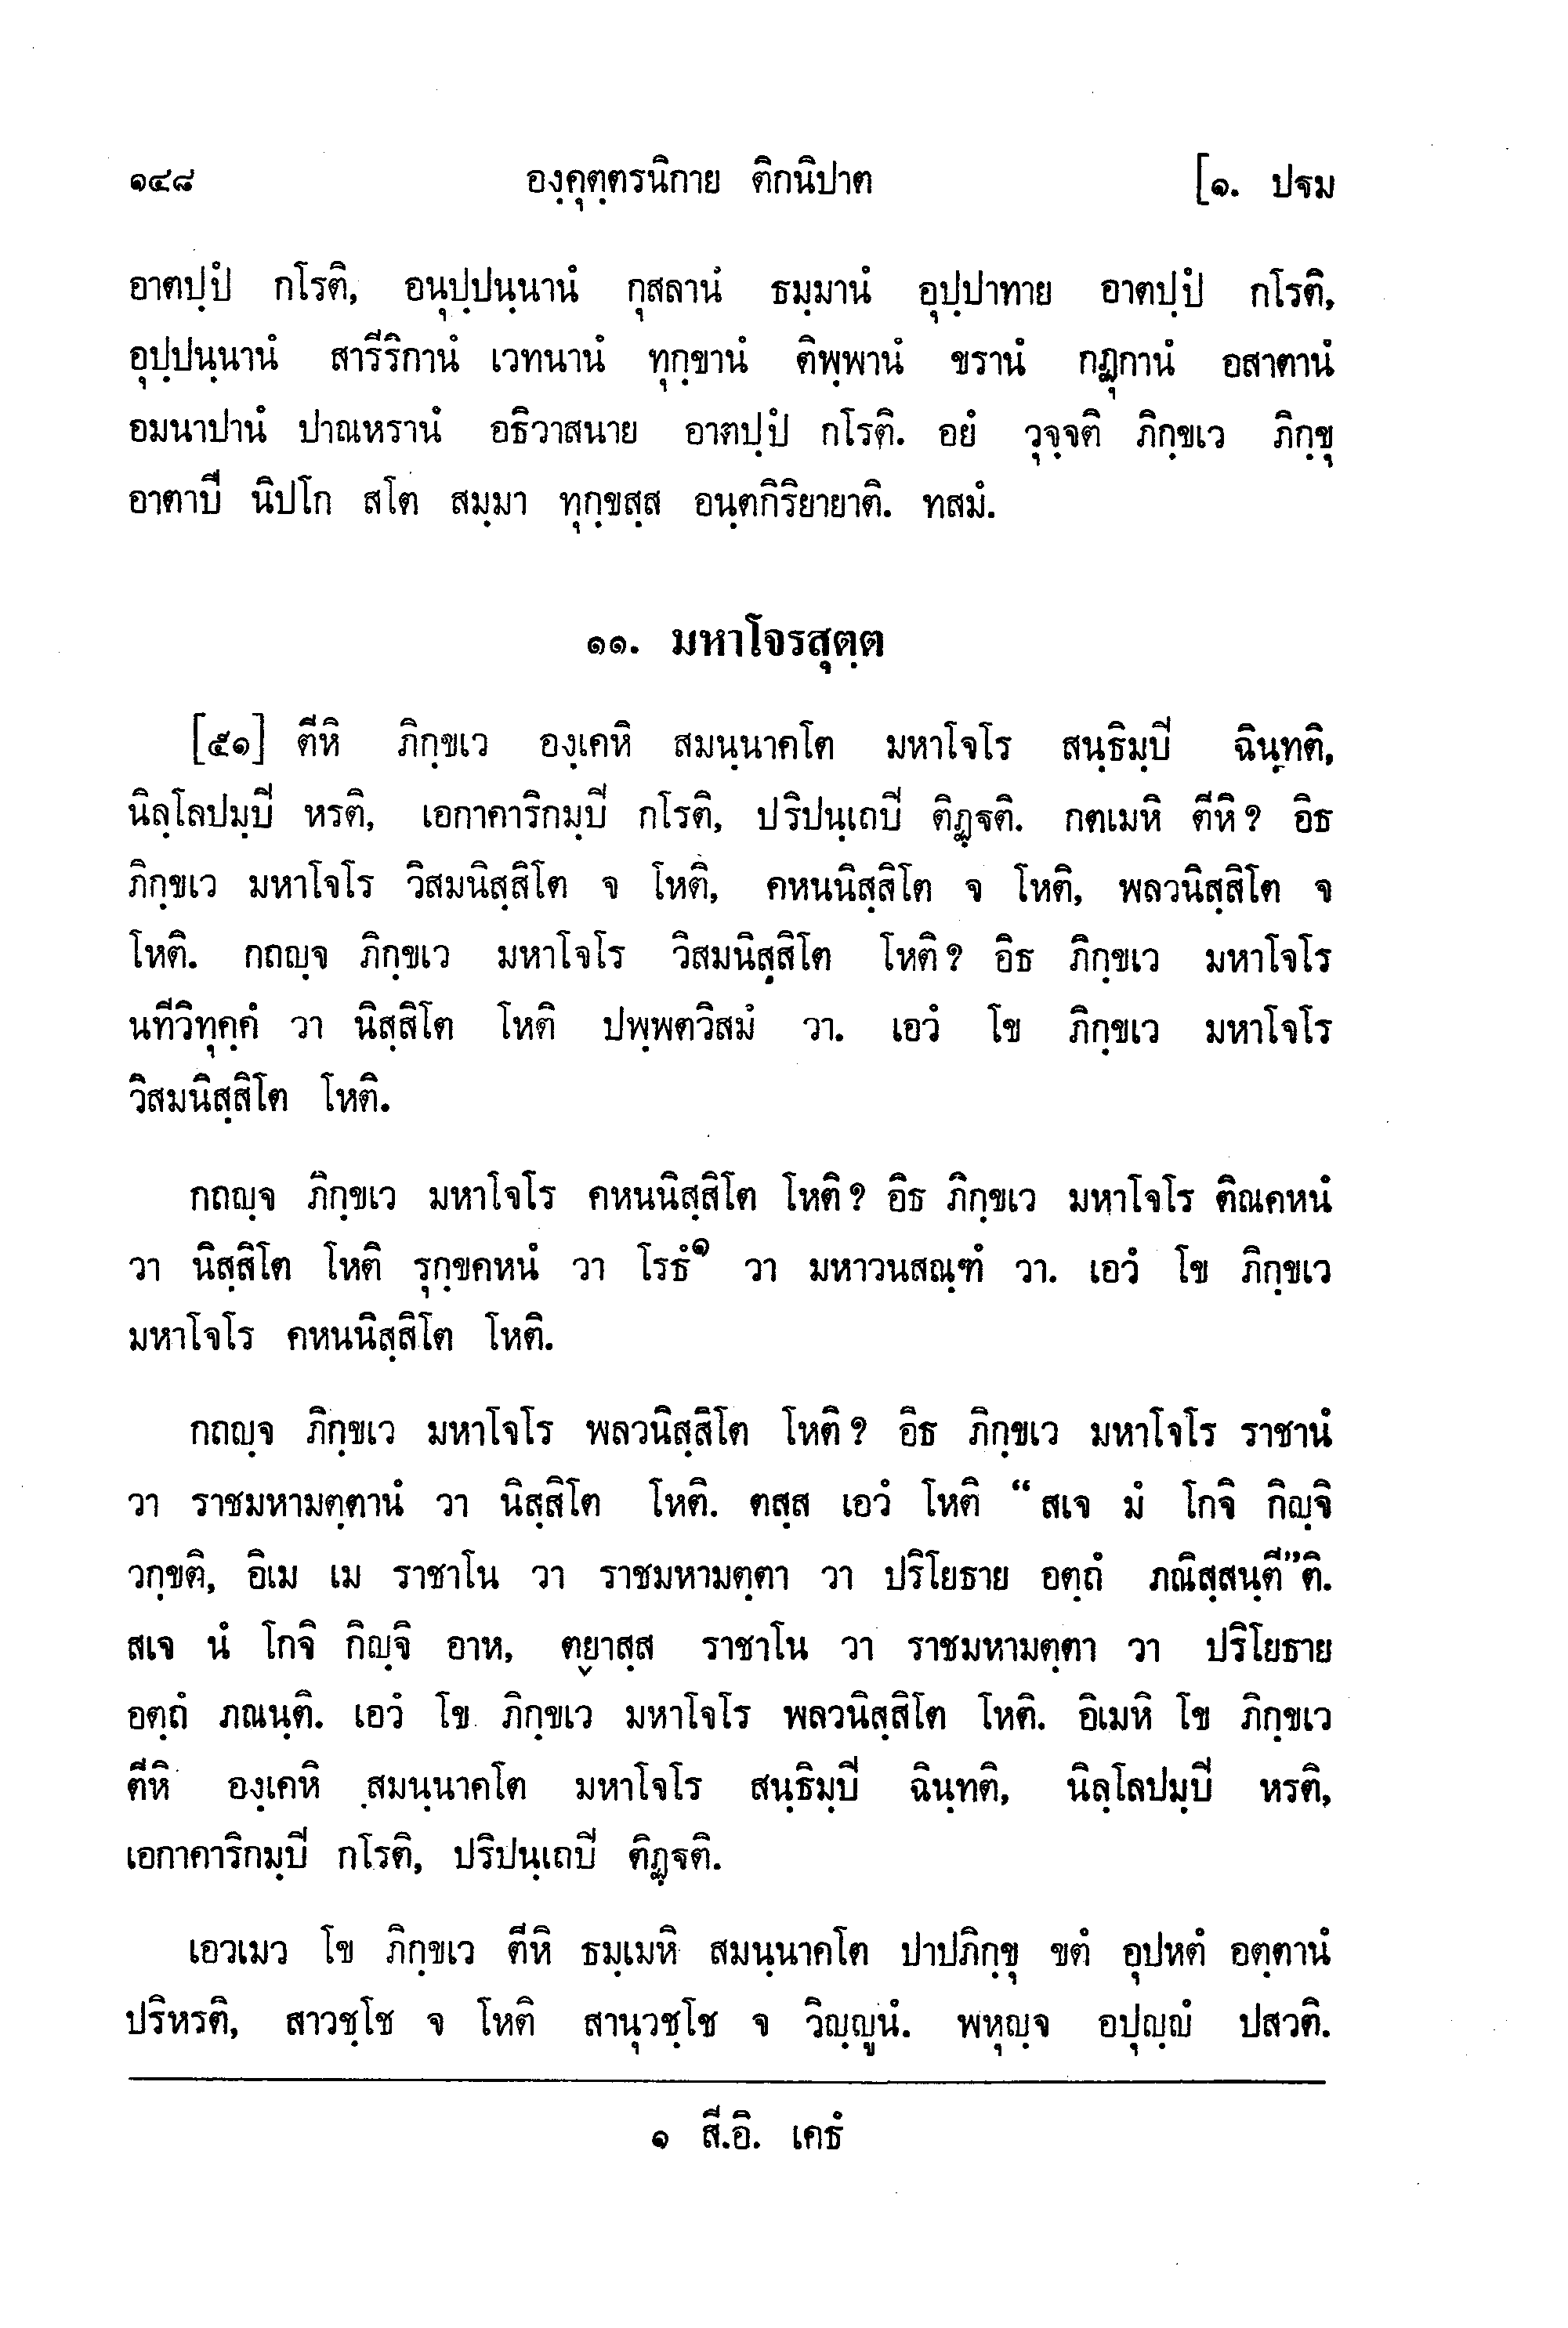 ๑๔๘ องฺคุตฺตรนิกาย ติกนิปาต [๑. ปฐม
อาตปฺปํ กโรติ, อนุปฺปนฺนานํ กุสลานํ ธมฺมานํ อุปฺปาทาย อาตปฺปํ กโรติ,
อุปฺปนฺนานํ สารีริกานํ เวทนานํ ทุกฺขานํ ติพฺพานํ ขรานํ กฏุกานํ อสาตานํ
อมนาปานํ ปาณหรานํ อธิวาสนาย อาตปฺปํ กโรติ. อยํ วุจฺจติ ภิกฺขเว ภิกฺขุ
อาตาปี นิปโก สโต สมฺมา ทุกฺขสฺส อนฺตกิริยายาติ. ทสมํ.
๑๑. มหาโจรสุตฺต
[๕๑] ตีหิ ภิกฺขเว องฺเคหิ สมนฺนาคโต มหาโจโร สนฺธิมฺปี ฉินฺทติ,
นิลฺโลปมฺปี หรติ, เอกาคาริกมฺปี กโรติ, ปริปนฺเถปี ติฏฺฐติ. กตเมหิ ตีหิ? อิธ
ภิกฺขเว มหาโจโร วิสมนิสฺสิโต จ โหติ, คหนนิสฺสิโต จ โหติ, พลวนิสฺสิโต จ
โหติ. กถญฺจ ภิกฺขเว มหาโจโร วิสมนิสฺสิโต โหติ? อิธ ภิกฺขเว มหาโจโร
นทีวิทุคฺคํ วา นิสฺสิโต โหติ ปพฺพตวิสมํ วา. เอวํ โข ภิกฺขเว มหาโจโร
วิสมนิสฺสิโต โหติ.
กถญฺจ ภิกฺขเว มหาโจโร คหนนิสฺสิโต โหติ? อิธ ภิกฺขเว มหาโจโร ติณคหนํ
วา นิสฺสิโต โหติ รุกฺขคหนํ วา โรธํ๑ วา มหาวนสณฺฑํ วา. เอวํ โข ภิกฺขเว
มหาโจโร คหนนิสฺสิโต โหติ.
กถญฺจ ภิกฺขเว มหาโจโร พลวนิสฺสิโต โหติ? อิธ ภิกฺขเว มหาโจโร ราชานํ
วา ราชมหามตฺตานํ วา นิสฺสิโต โหติ. ตสฺส เอวํ โหติ “สเจ มํ โกจิ กิญฺจิ
วกฺขติ, อิเม เม ราชาโน วา ราชมหามตฺตา วา ปริโยธาย อตฺถํ ภณิสฺสนฺตี”ติ.
สเจ นํ โกจิ กิญฺจิ อาห, ตฺยาสฺส ราชาโน วา ราชมหามตฺตา วา ปริโยธาย
อตฺถํ ภณนฺติ. เอวํ โข ภิกฺขเว มหาโจโร พลวนิสฺสิโต โหติ. อิเมหิ โข ภิกฺขเว
ตีหิ องฺเคหิ สมนฺนาคโต มหาโจโร สนฺธิมฺปี ฉินฺทติ, นิลฺโลปมฺปี หรติ,
เอกาคาริกมฺปี กโรติ, ปริปนฺเถปี ติฏฺฐติ.
เอวเมว โข ภิกฺขเว ตีหิ ธมฺเมหิ สมนฺนาคโต ปาปภิกฺขุ ขตํ อุปหตํ อตฺตานํ
ปริหรติ, สาวชฺโช จ โหติ สานุวชฺโช จ วิญฺญูนํ. พหุญฺจ อปุญฺญํ ปสวติ.
๑ สี.อิ. เคธํ